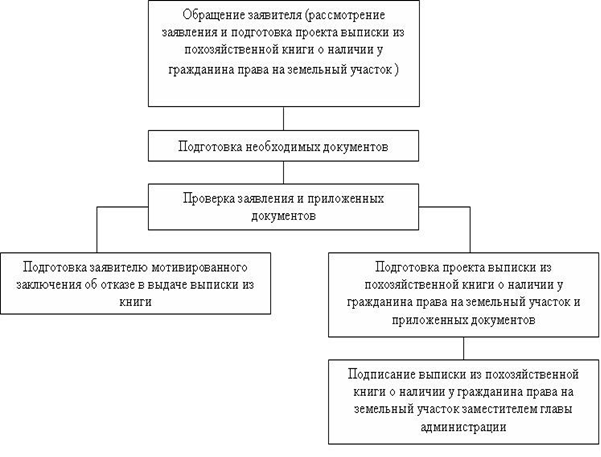 Обращение заявителя (рассмотрение
заявления и подготовка проекта выписки из
похозяйственной книги о наличии у
гражданина права на земельный участок )
Подготовка необходимых документов
Проверка заявления и приложенных
документов
Подготовка заявителю мотивированного
заключения об отказе в выдаче выписки из
книги
Подготовка проекта выписки из
похозяйственной книги о наличии у
гражданина права на земельный участок и
приложенных документов
Подписание выписки из похозяйственной
книги о наличии у гражданина права на
земельный участок заместителем главы
администрации